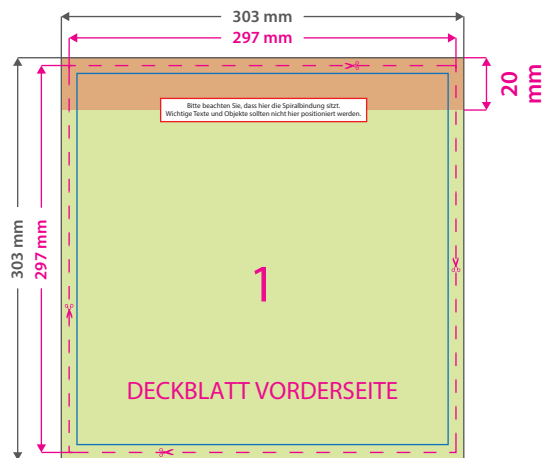 303 mm
297 mm
20 mm
Bitte beachten Sie, dass hier die Spiralbindung sitzt.
Wichtige Texte und Objekte sollten nicht hier positioniert werden.
303 mm
297 mm
1
DECKBLATT VORDERSEITE